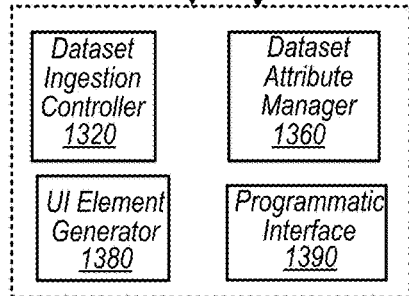 Dataset
Ingestion
Controller
1320
Dataset
Attribute
Manager
1360
UI Element
Generator
1380
Programmatic
Interface
1390